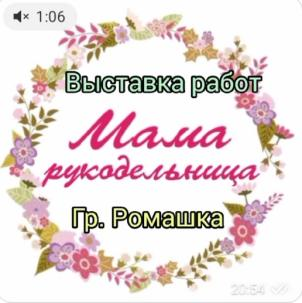 1:06
Выставка работ
Мама
рукодельница
Гр. Ромашка
20:54